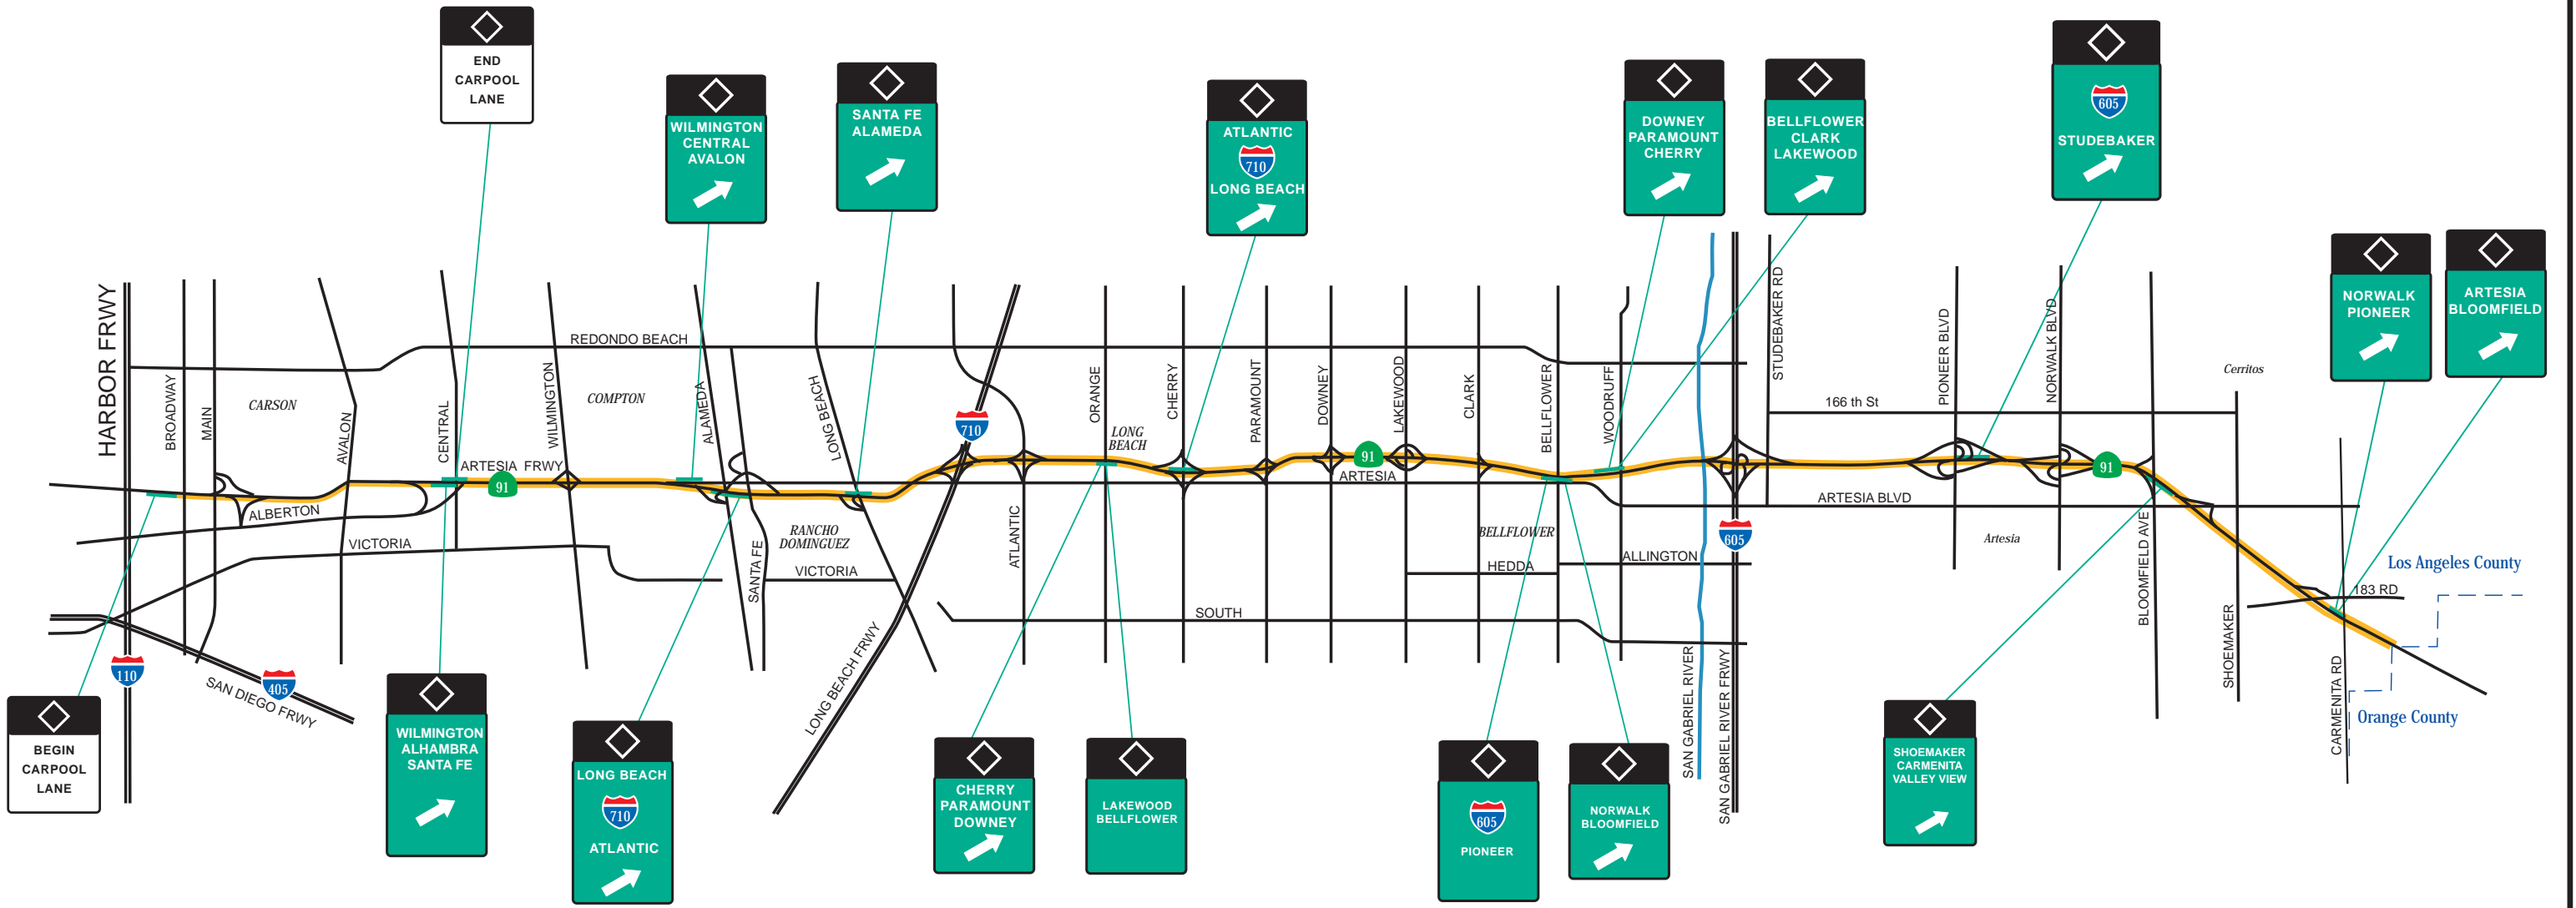 END
CARPOOL
LANE
WILMINGTON
CENTRAL
AVALON
SANTA FE
ALAMEDA
ATLANTIC
710
LONG BEACH
DOWNEY
PARAMOUNT
CHERRY
BELLFLOWER
CLARK
LAKEWOOD
605
STUDEBAKER
NORWALK
PIONEER
ARTESIA
BLOOMFIELD
HARBOR FRWY
BROADWAY
MAIN
CARSON
AVALON
CENTRAL
WILMINGTON
REDONDO BEACH
COMPTON
ALAMEDA
LONG BEACH
710
ORANGE
LONG
BEACH
CHERRY
PARAMOUNT
DOWNEY
LAKEWOOD
CLARK
BELLFLOWER
WOODRUFF
STUDEBAKER RD
PIONEER BLVD
NORWALK BLVD
Cerritos
166 th St
ARTESIA FRWY
91
91
91
ARTESIA
ARTESIA BLVD
ALBERTON
VICTORIA
RANCHO
DOMINGUEZ
SANTA FE
VICTORIA
ATLANTIC
BELLFLOWER
HEDDA
ALLINGTON
605
Artesia
BLOOMFIELD AVE
Los Angeles County
183 RD
SOUTH
SHOEMAKER
CARMENITA RD
Orange County
110
405
SAN DIEGO FRWY
LONG BEACH FRWY
SAN GABRIEL RIVER
SAN GABRIEL RIVER FRWY
BEGIN
CARPOOL
LANE
WILMINGTON
ALHAMBRA
SANTA FE
LONG BEACH
710
ATLANTIC
CHERRY
PARAMOUNT
DOWNEY
LAKEWOOD
BELLFLOWER
605
PIONEER
NORWALK
BLOOMFIELD
SHOEMAKER
CARMENITA
VALLEY VIEW